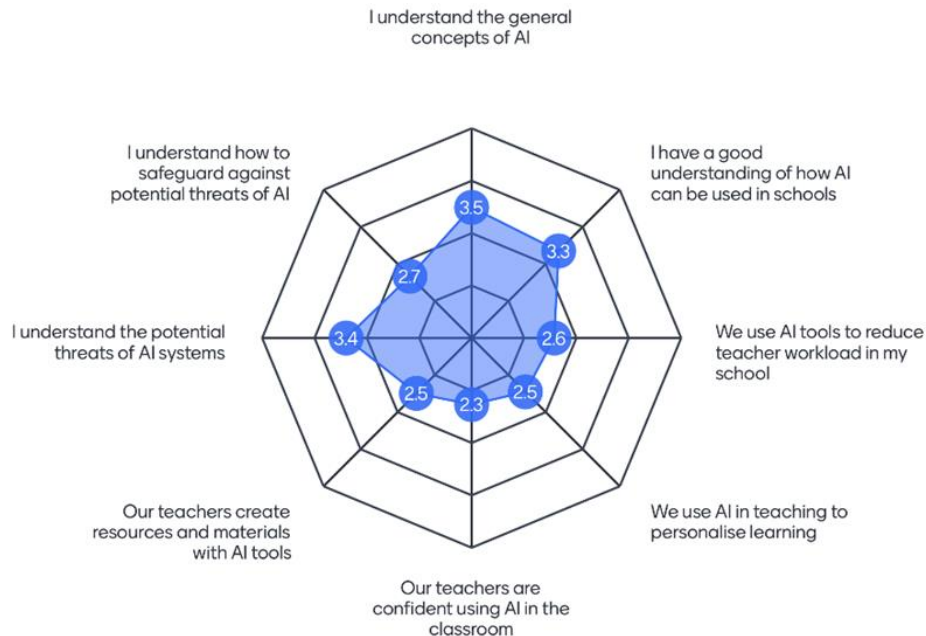 I understand the general
concepts of AI
I understand how to
safeguard against
potential threats of AI
I have a good
understanding of how AI
can be used in schools
3.5
3.3
2.7
I understand the potential
threats of AI systems
3.4
2.6
We use AI tools to reduce
teacher workload in my
school
2.5
2.3
2.5
Our teachers create
resources and materials
with AI tools
We use AI in teaching to
personalise learning
Our teachers are
confident using AI in the
classroom